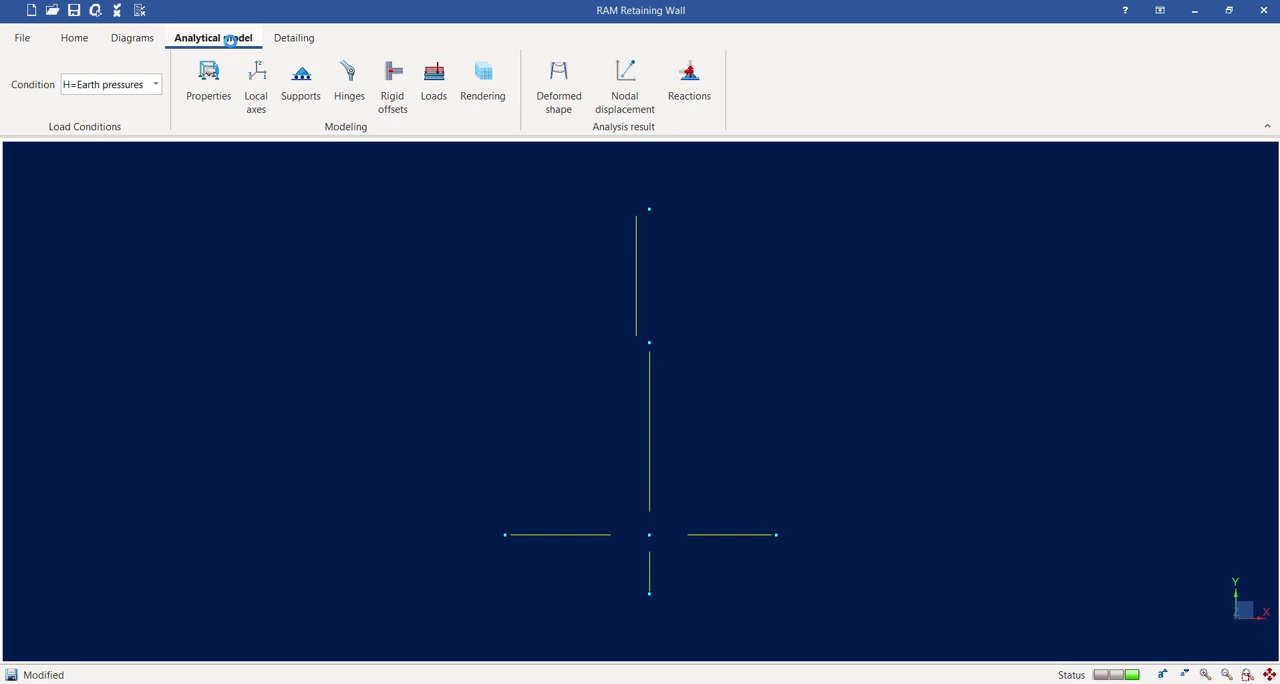 RAM Retaining Wall
?
File Home Diagrams Analytical model Detailing
Condition H=Earth pressures
Properties Local axes Supports Hinges Rigid offsets Loads Rendering Deformed shape Nodal displacement Reactions
Load Conditions Modeling Analysis result
Y
Z X
Modified Status